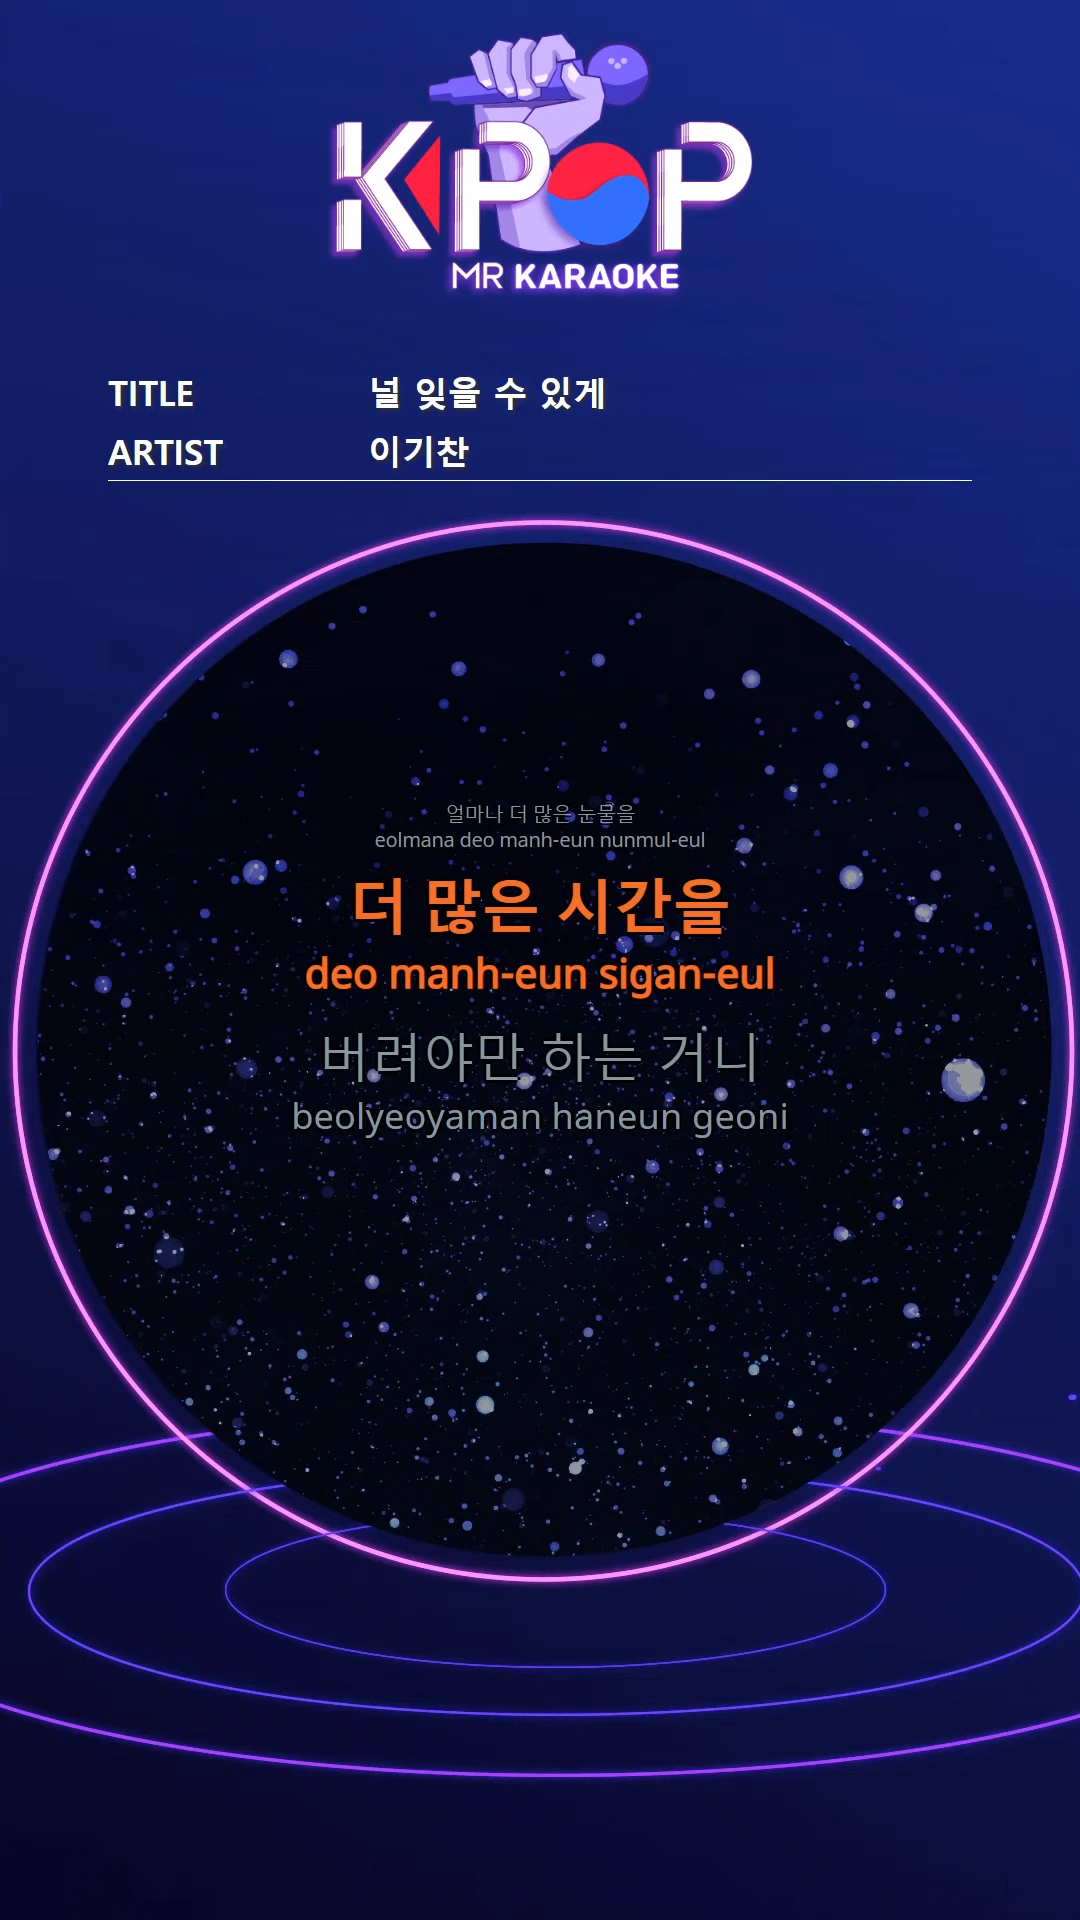 KPOP
MR KARAOKE
TITLE 널 잊을 수 있게
ARTIST 이기찬
얼마나 더 많은 눈물을
eolmana deo manh-eun nunmul-eul
더 많은 시간을
deo manh-eun sigan-eul
버려야만 하는 거니
beolyeoyaman haneun geoni